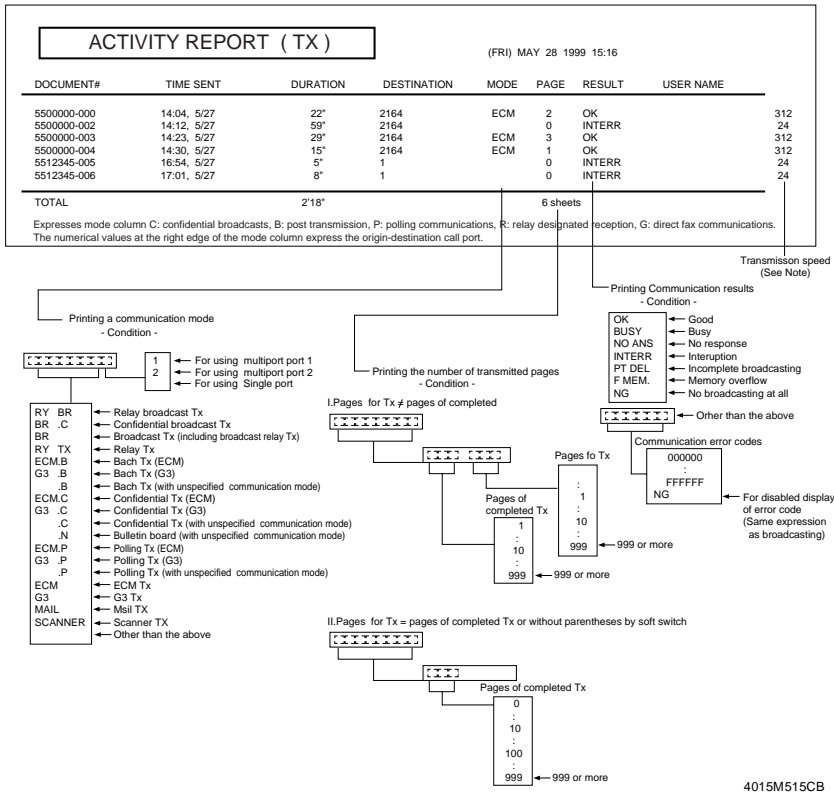 ACTIVITY REPORT ( TX )
(FRI) MAY 28 1999 15:16
DOCUMENT# TIME SENT DURATION DESTINATION MODE PAGE RESULT USER NAME
5500000-000 14:04, 5/27 22" 2164 ECM 2 OK 312
5500000-002 14:12, 5/27 59" 2164 0 INTERR 24
5500000-003 14:23, 5/27 29" 2164 ECM 3 OK 312
5500000-004 14:30, 5/27 15" 2164 ECM 1 OK 312
5512345-005 16:54, 5/27 5" 1 0 INTERR 24
5512345-006 17:01, 5/27 8" 1 0 INTERR 24
TOTAL 2'18" 6 sheets
Expresses mode column C: confidential broadcasts, B: post transmission, P: polling communications, R: relay designated reception, G: direct fax communications.
The numerical values at the right edge of the mode column express the origin-destination call port.
Transmisson speed
(See Note)
Printing a communication mode
- Condition -
1 For using multiport port 1
2 For using multiport port 2
For using Single port
RY BR Relay broadcast Tx
BR .C Confidential broadcast Tx
BR Broadcast Tx (including broadcast relay Tx)
RY TX Relay Tx
ECM.B Bach Tx (ECM)
G3 .B Bach Tx (G3)
.B Bach Tx (with unspecified communication mode)
ECM.C Confidential Tx (ECM)
G3 .C Confidential Tx (G3)
.C Confidential Tx (with unspecified communication mode)
.N Bulletin board (with unspecified communication mode)
ECM.P Polling Tx (ECM)
G3 .P Polling Tx (G3)
.P Polling Tx (with unspecified communication mode)
ECM ECM Tx
G3 G3 Tx
MAIL Msil TX
SCANNER Scanner TX
Other than the above
Printing the number of transmitted pages
- Condition -
I.Pages for Tx ≠ pages of completed
Pages of
completed Tx
1
:
10
:
999 999 or more
Pages fo Tx
:
1
:
10
:
999 999 or more
II.Pages for Tx = pages of completed Tx or without parentheses by soft switch
Pages of completed Tx
0
:
10
:
100
:
999 999 or more
Printing Communication results
- Condition -
OK Good
BUSY Busy
NO ANS No response
INTERR Interuption
PT DEL Incomplete broadcasting
F MEM. Memory overflow
NG No broadcasting at all
Orher than the above
Communication error codes
000000
:
FFFFFF
NG For disabled display
of error code
(Same expression
as broadcasting)
4015M515CB